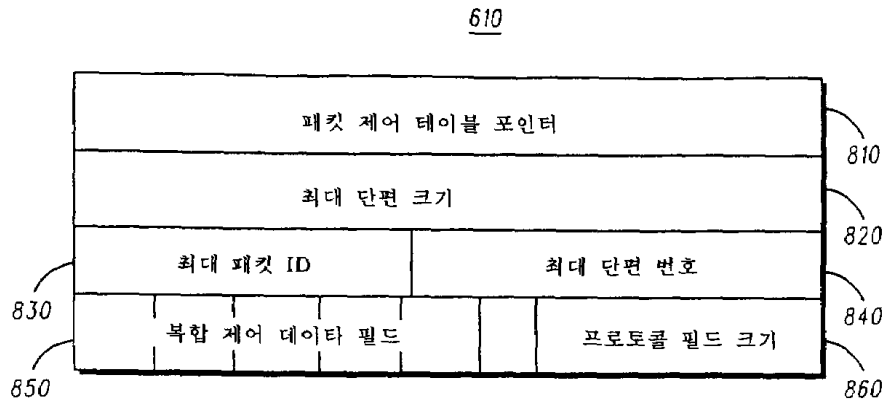 610
패킷 제어 테이블 포인터
810
최대 단편 크기
820
최대 패킷 ID
최대 단편 번호
830
840
복합 제어 데이타 필드
프로토콜 필드 크기
850
860